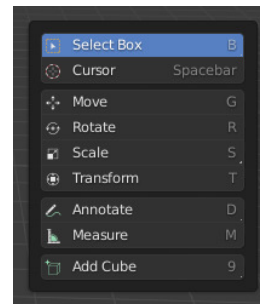 Select Box B
Cursor Spacebar
Move G
Rotate R
Scale S
Transform T
Annotate D
Measure M
Add Cube 9